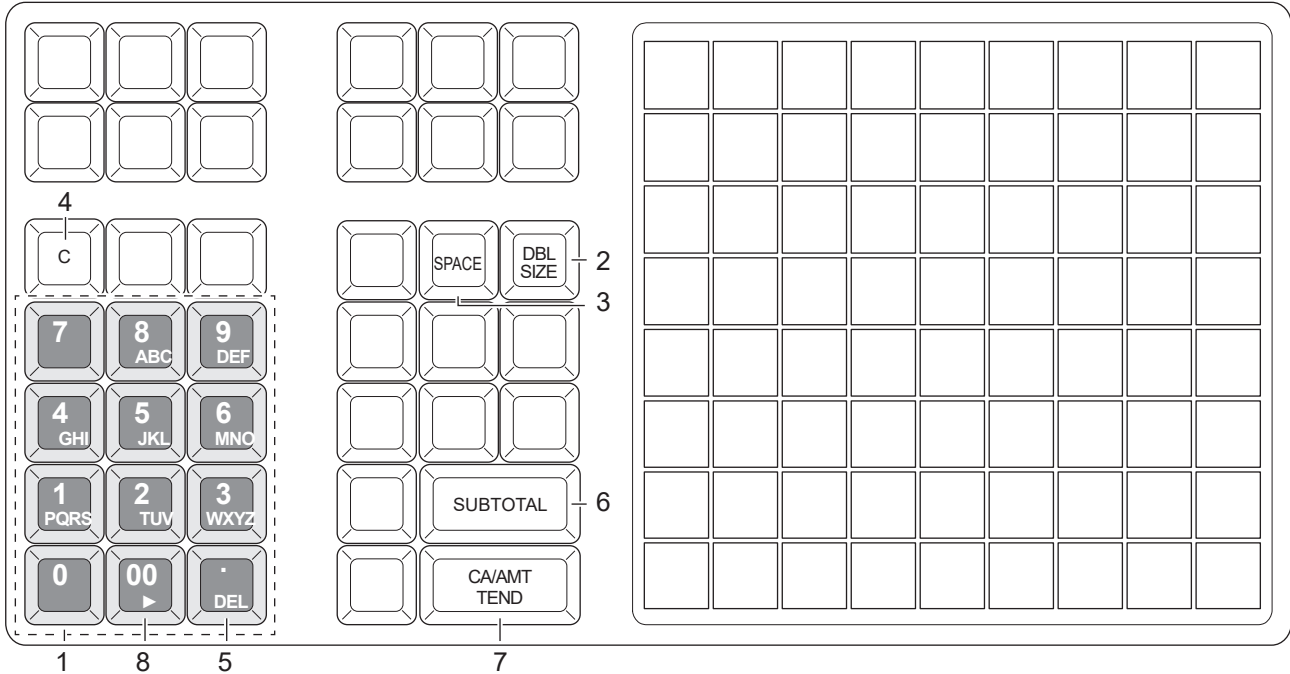 4
C
SPACE
DBL
SIZE
2
3
7
8
ABC
9
DEF
4
GHI
5
JKL
6
MNO
1
PQRS
2
TUV
3
WXYZ
SUBTOTAL
6
0
00
►
.
DEL
CA/AMT
TEND
1
8
5
7